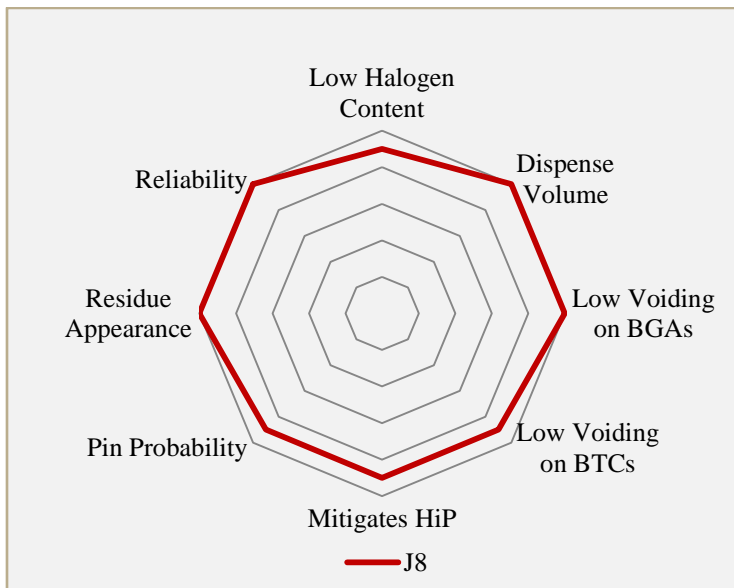 Low Halogen
Content
Dispense
Volume
Low Voiding
on BGAs
Low Voiding
on BTCs
Mitigates HiP
Pin Probability
Residue
Appearance
Reliability
J8